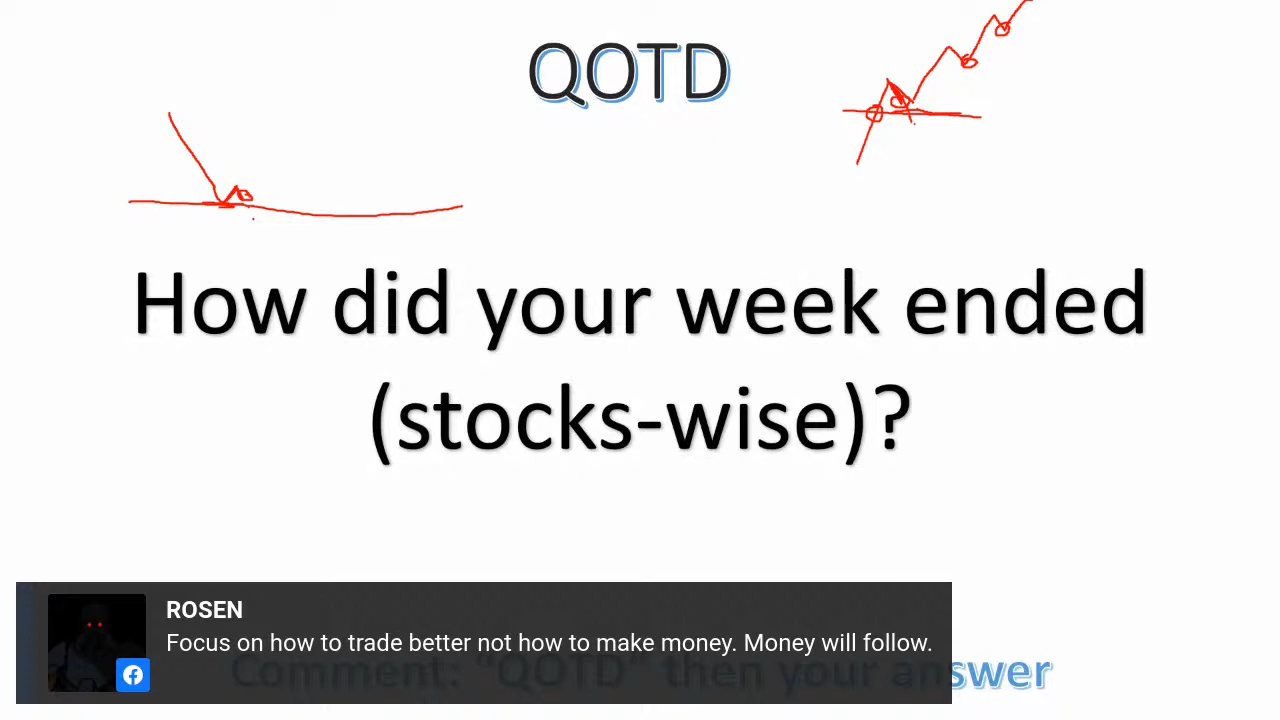 QOTD
How did your week ended
(stocks-wise)?
ROSEN
Focus on how to trade better not how to make money. Money will follow.
Comment: "QOTD" then your answer